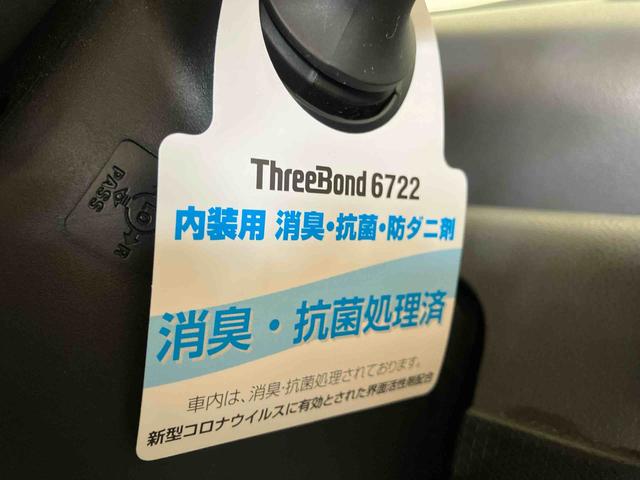 ThreeBond 6722
内装用 消臭・抗菌・防ダニ剤
消臭・抗菌処理済
車内は、消臭・抗菌処理されております。
新型コロナウイルスに有効とされた界面活性剤配合
PASS
LO